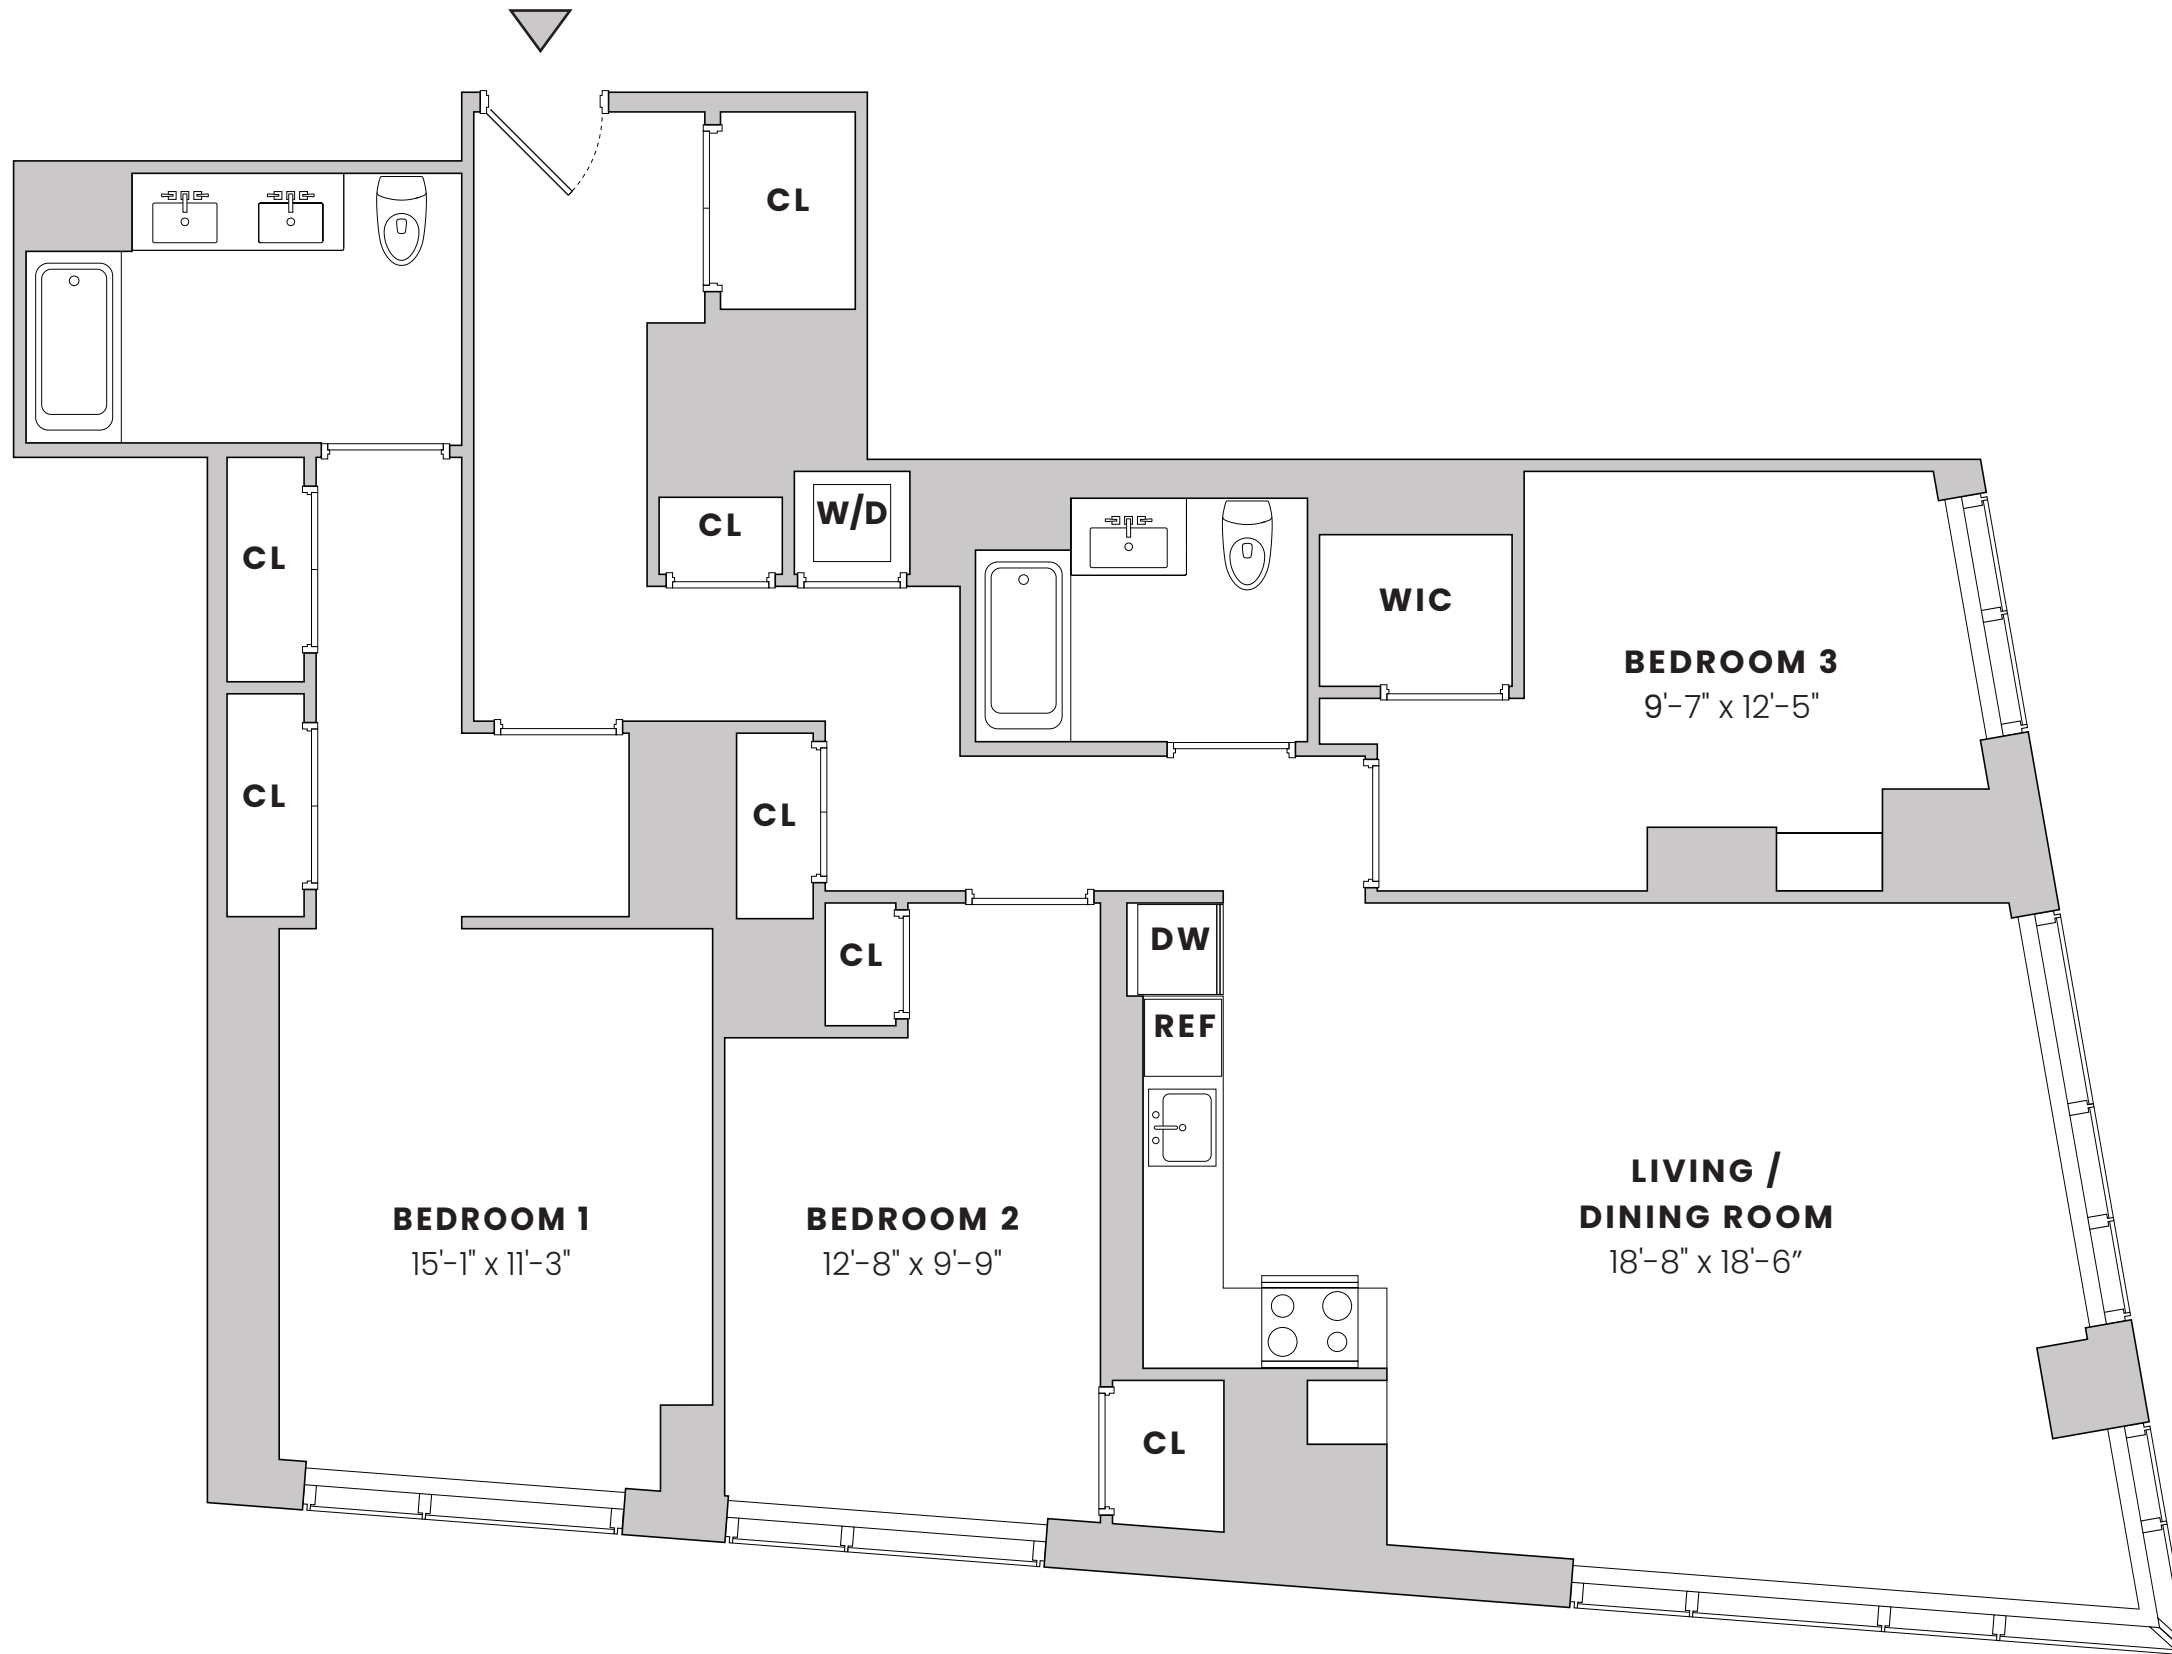 CL
CL
W/D
CL
WIC
BEDROOM 3
9'-7" x 12'-5"
CL
CL
CL
DW
REF
LIVING /
DINING ROOM
18'-8" x 18'-6”
BEDROOM 1
15'-1" x 11'-3"
BEDROOM 2
12'-8" x 9'-9"
CL